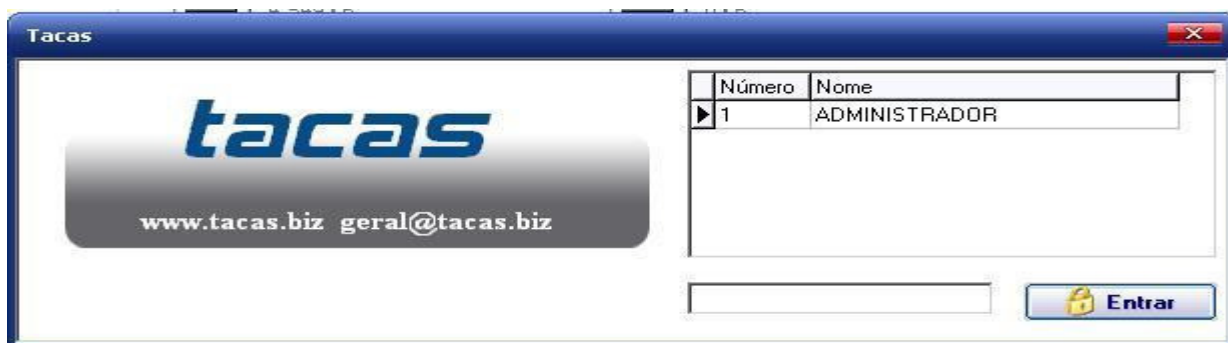 Tacas
tacas
www.tacas.biz geral@tacas.biz
Número Nome
1 ADMINISTRADOR
Entrar